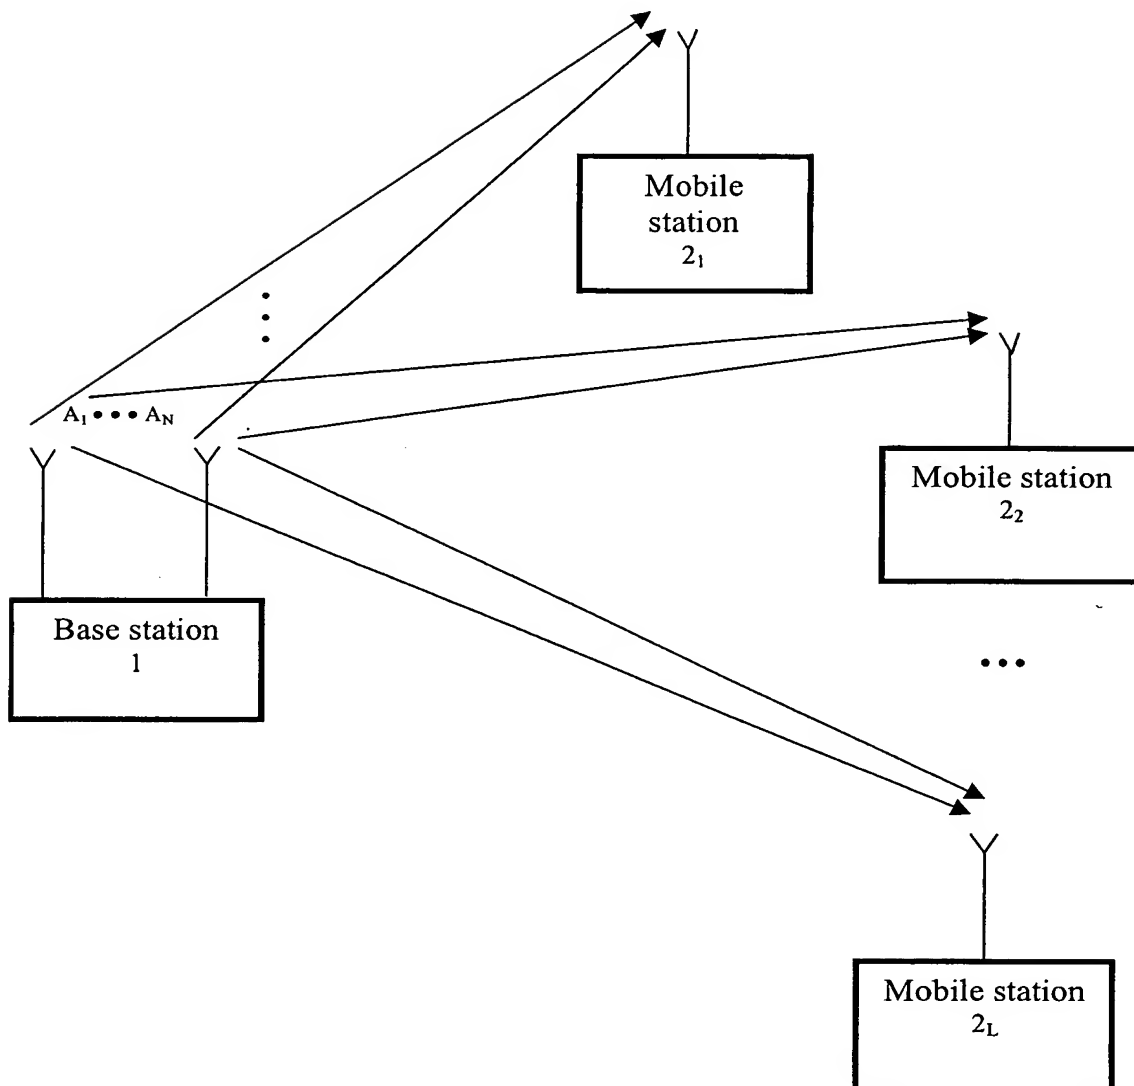 Mobile
station
2₁
A₁ • • • A_N
Mobile station
2₂
Base station
1
Mobile station
2_L